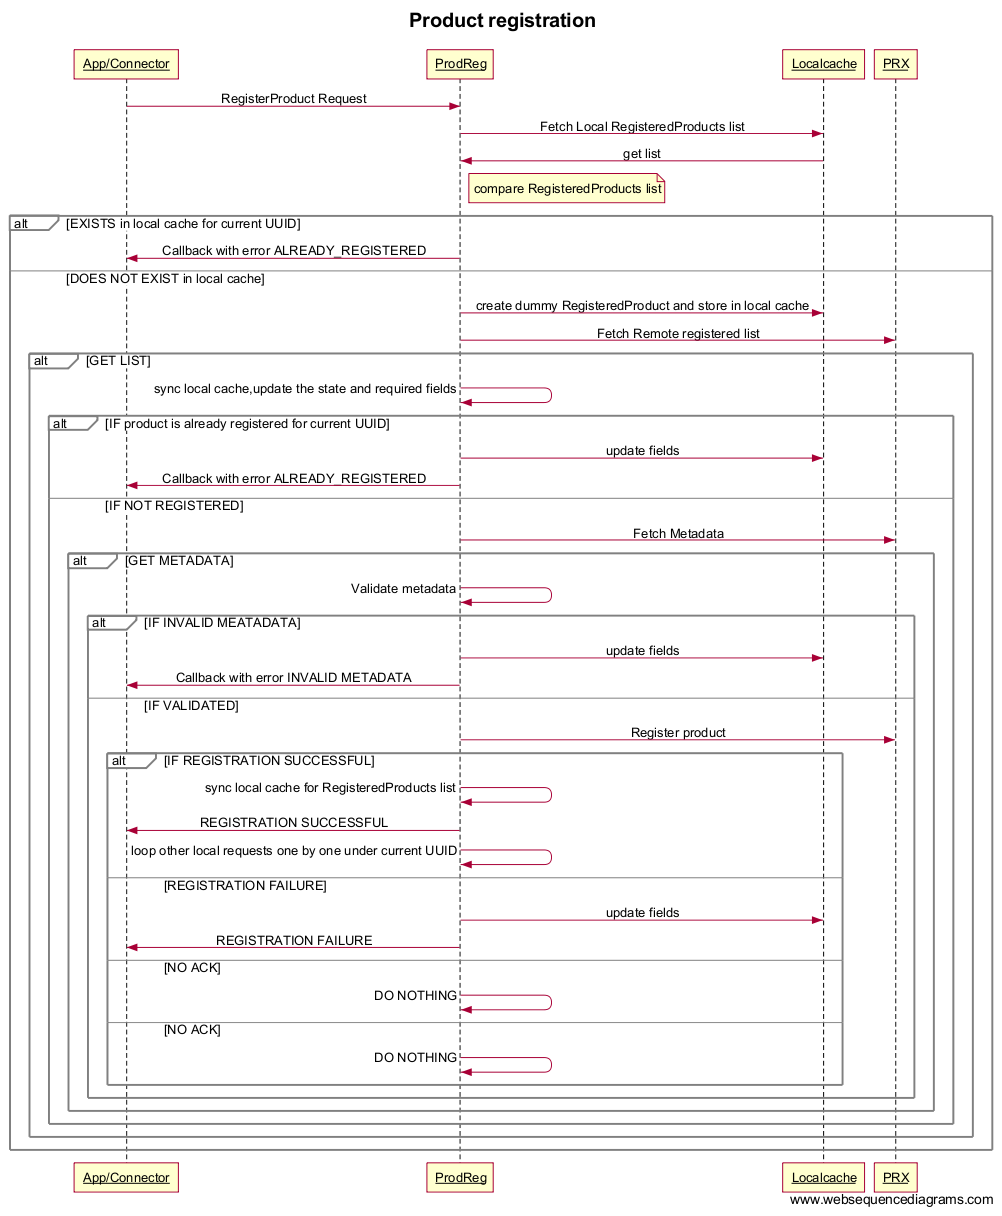 Product registration
App/Connector
ProdReg
Localcache
PRX
RegisterProduct Request
Fetch Local RegisteredProducts list
get list
compare RegisteredProducts list
alt
[EXISTS in local cache for current UUID]
Callback with error ALREADY_REGISTERED
[DOES NOT EXIST in local cache]
create dummy RegisteredProduct and store in local cache
Fetch Remote registered list
alt
[GET LIST]
sync local cache,update the state and required fields
alt
[IF product is already registered for current UUID]
update fields
Callback with error ALREADY_REGISTERED
[IF NOT REGISTERED]
Fetch Metadata
alt
[GET METADATA]
Validate metadata
alt
[IF INVALID MEATADATA]
update fields
Callback with error INVALID METADATA
[IF VALIDATED]
Register product
alt
[IF REGISTRATION SUCCESSFUL]
sync local cache for RegisteredProducts list
REGISTRATION SUCCESSFUL
loop other local requests one by one under current UUID
[REGISTRATION FAILURE]
update fields
REGISTRATION FAILURE
[NO ACK]
DO NOTHING
[NO ACK]
DO NOTHING
App/Connector
ProdReg
Localcache
PRX
www.websequencediagrams.com